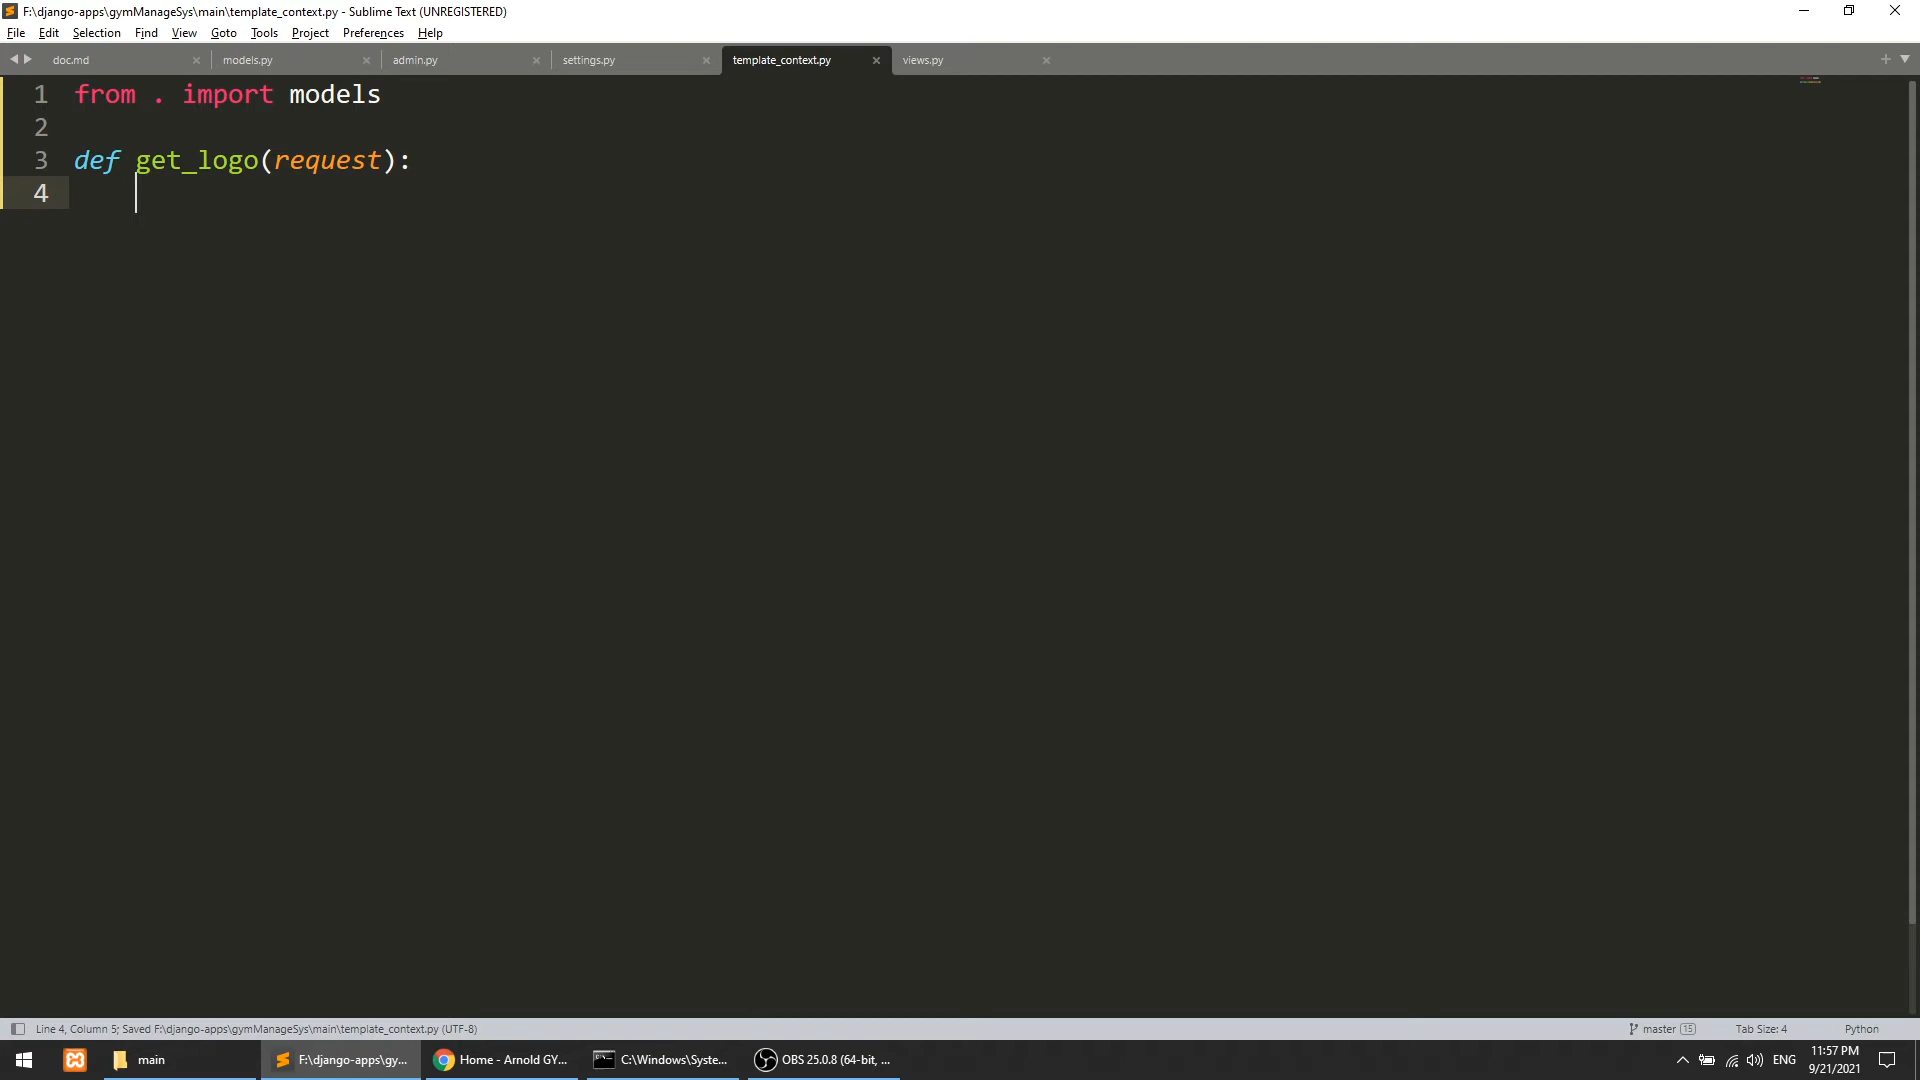 F:\django-apps\gymManageSys\main\template_context.py - Sublime Text (UNREGISTERED)
File Edit Selection Find View Goto Tools Project Preferences Help
doc.md models.py admin.py settings.py template_context.py views.py
1 from . import models
2
3 def get_logo(request):
4
Line 4, Column 5; Saved F:\django-apps\gymManageSys\main\template_context.py (UTF-8) master 15 Tab Size: 4 Python
main F:\django-apps\gy... Home - Arnold GY... C:\Windows\Syste... OBS 25.0.8 (64-bit, ... ENG 11:57 PM
9/21/2021